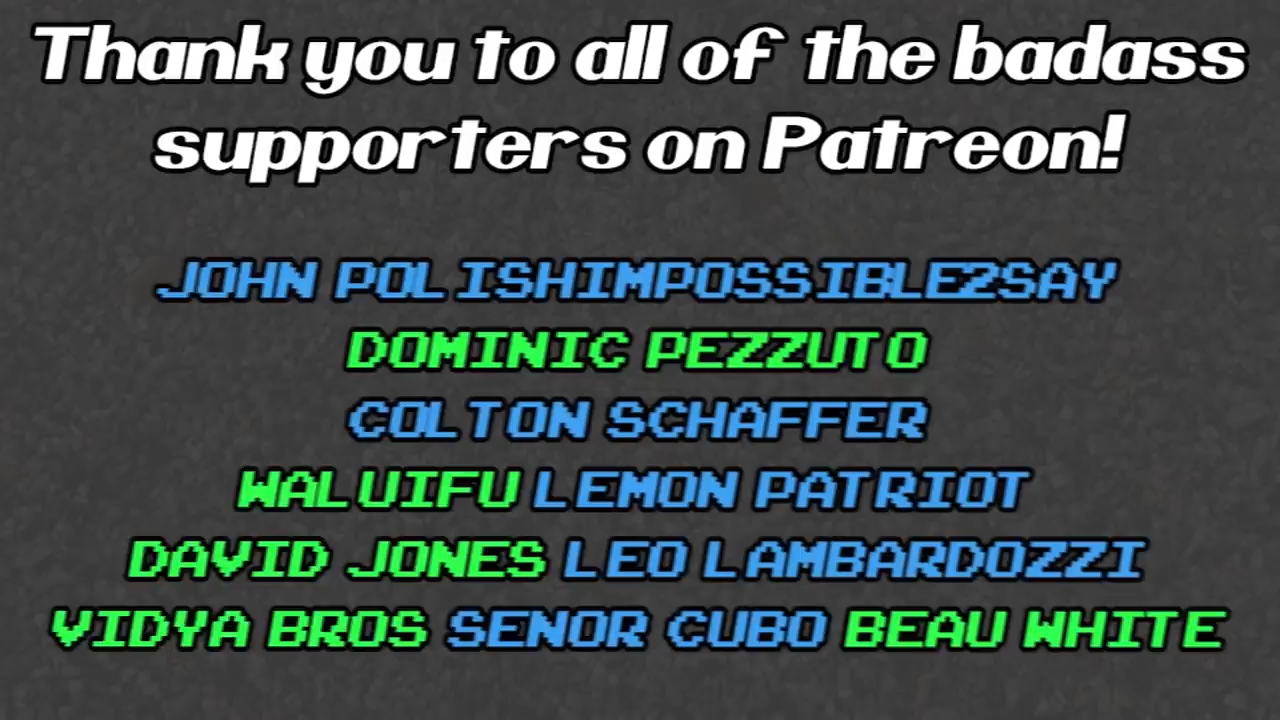 Thank you to all of the badass
supporters on Patreon!
JOHN POLISHIMPOSSIBLE2SAY
DOMINIC PEZZUTO
COLTON SCHAFFER
WALUIFU LEMON PATRIOT
DAVID JONES LEO LAMBARDOZZI
VIDYA BROS SENOR CUBO BEAU WHITE